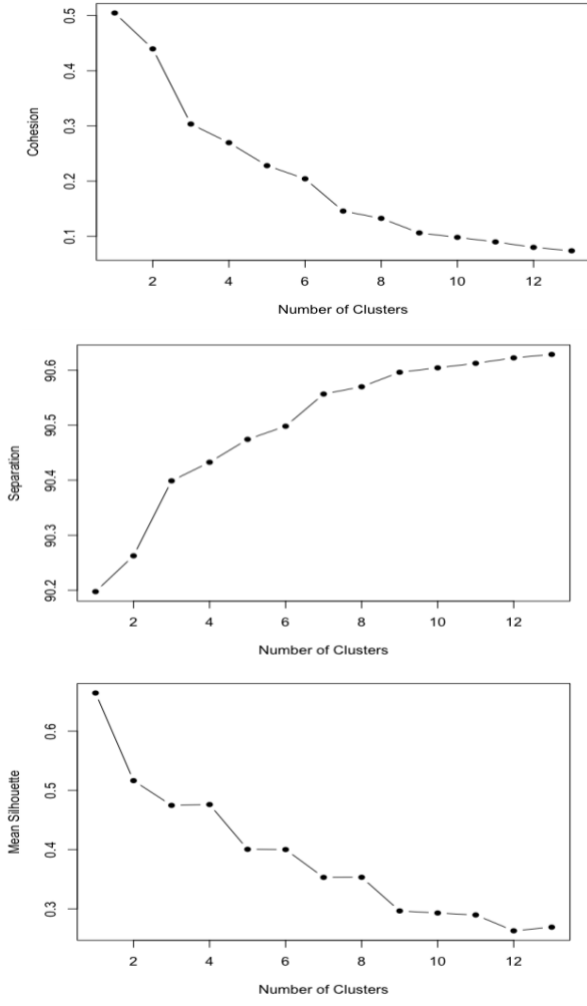 0.5
0.4
0.3
0.2
0.1
Cohesion
2 4 6 8 10 12
Number of Clusters
90.6
90.5
90.4
90.3
90.2
Separation
2 4 6 8 10 12
Number of Clusters
0.6
0.5
0.4
0.3
Mean Silhouette
2 4 6 8 10 12
Number of Clusters